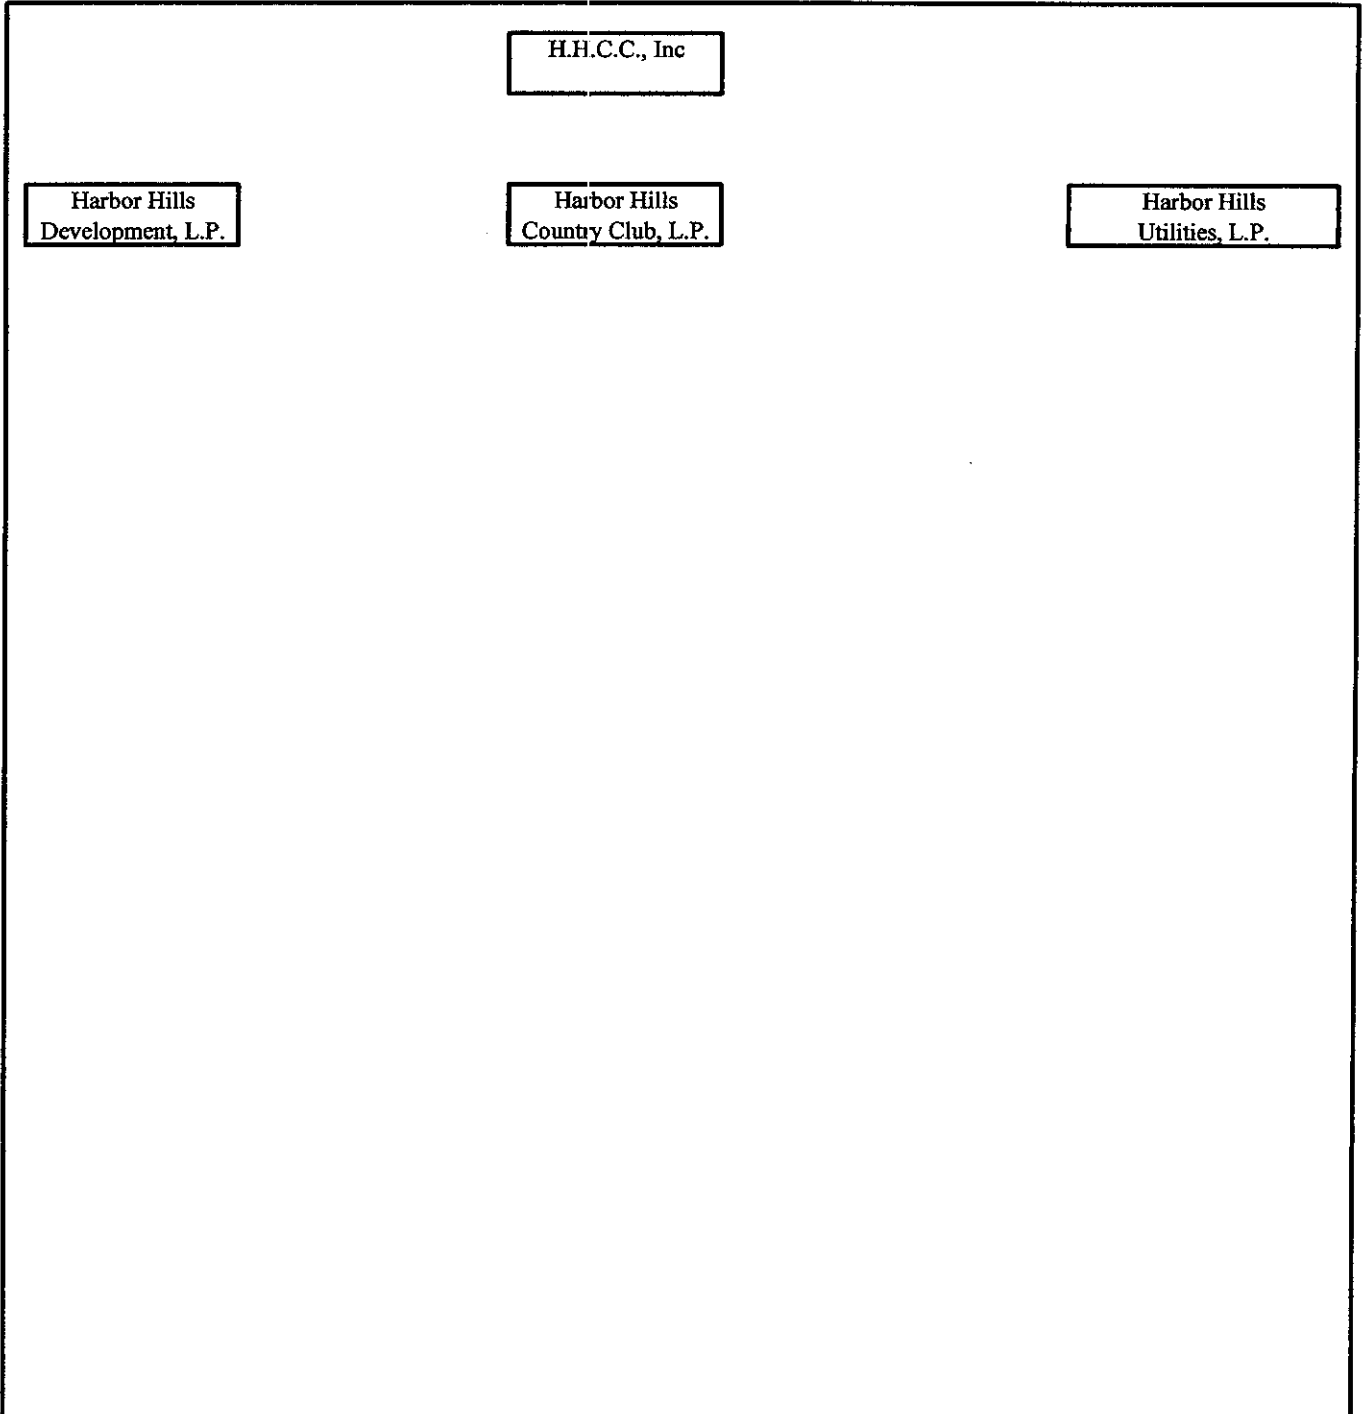 H.H.C.C., Inc
Harbor Hills
Development, L.P.
Harbor Hills
Country Club, L.P.
Harbor Hills
Utilities, L.P.